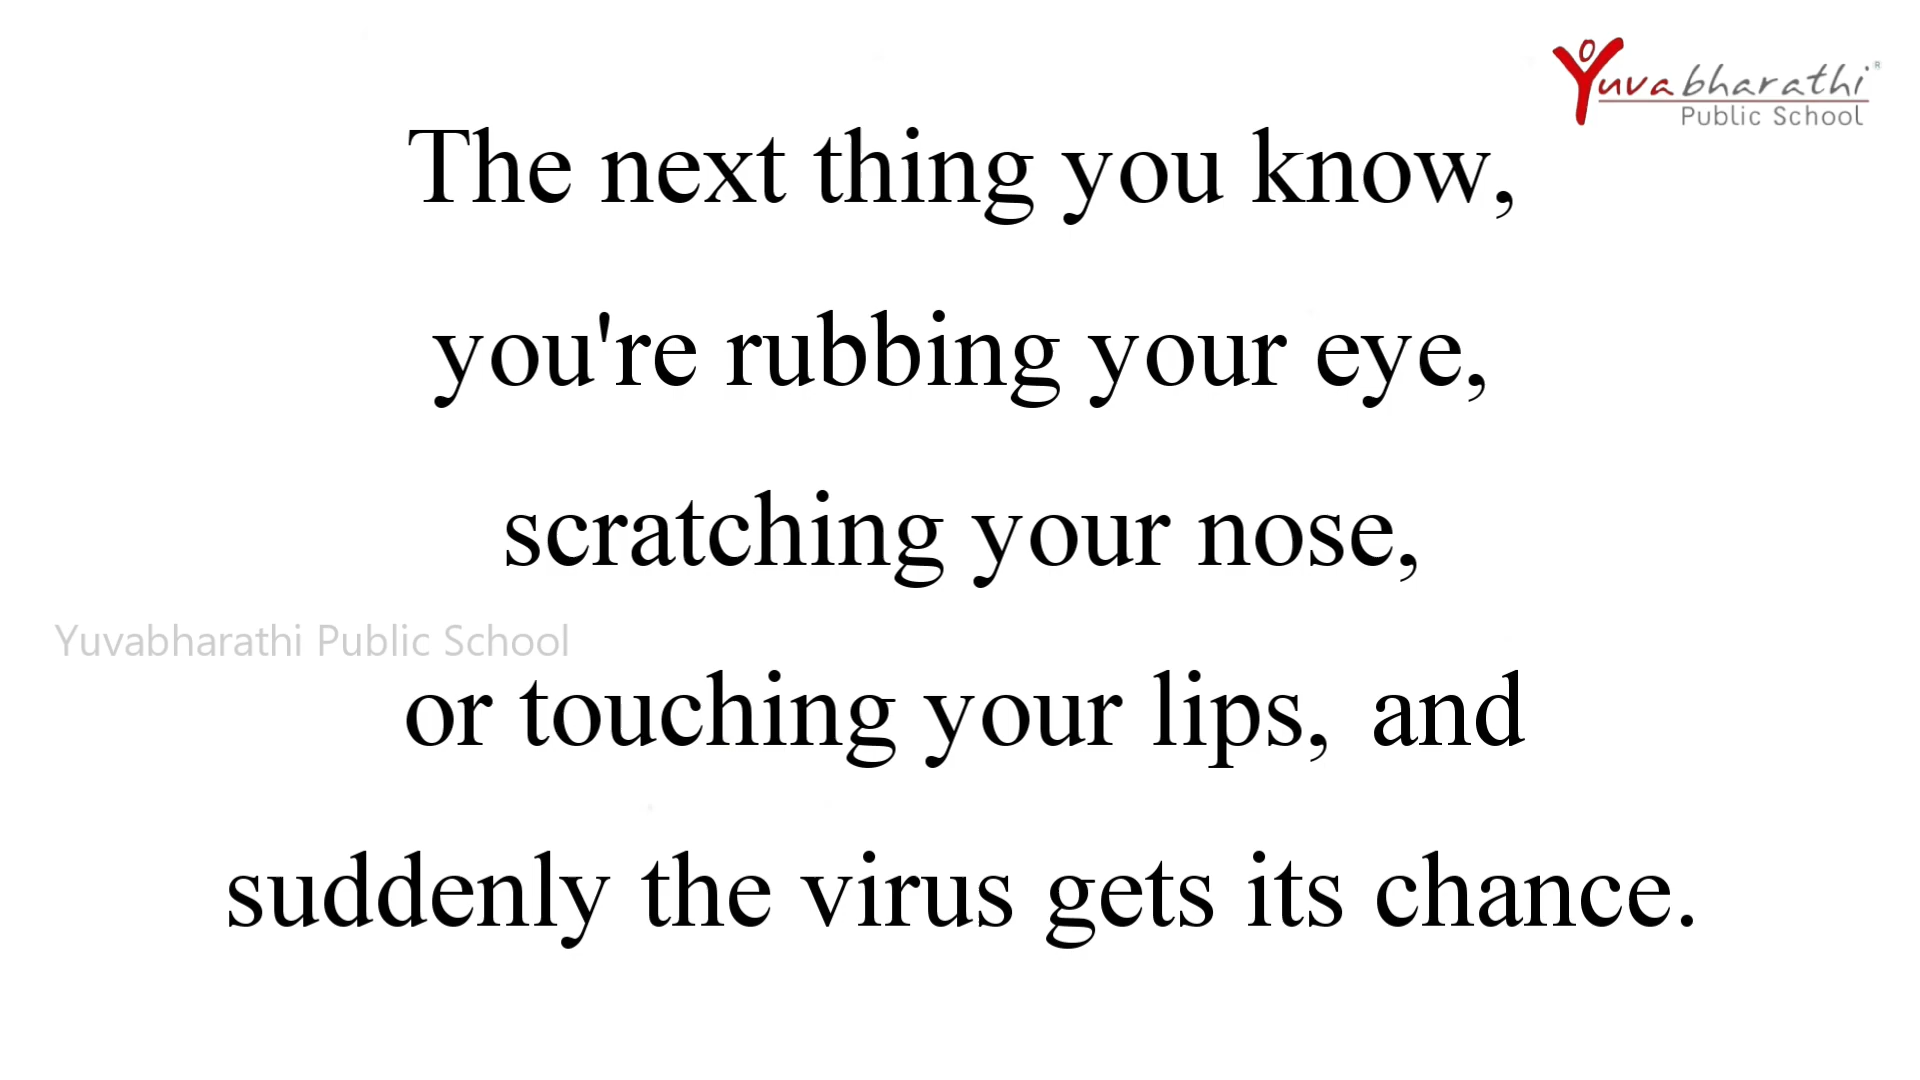 Yuvabharathi®
Public School
The next thing you know,
you're rubbing your eye,
scratching your nose,
Yuvabharathi Public School
or touching your lips, and
suddenly the virus gets its chance.